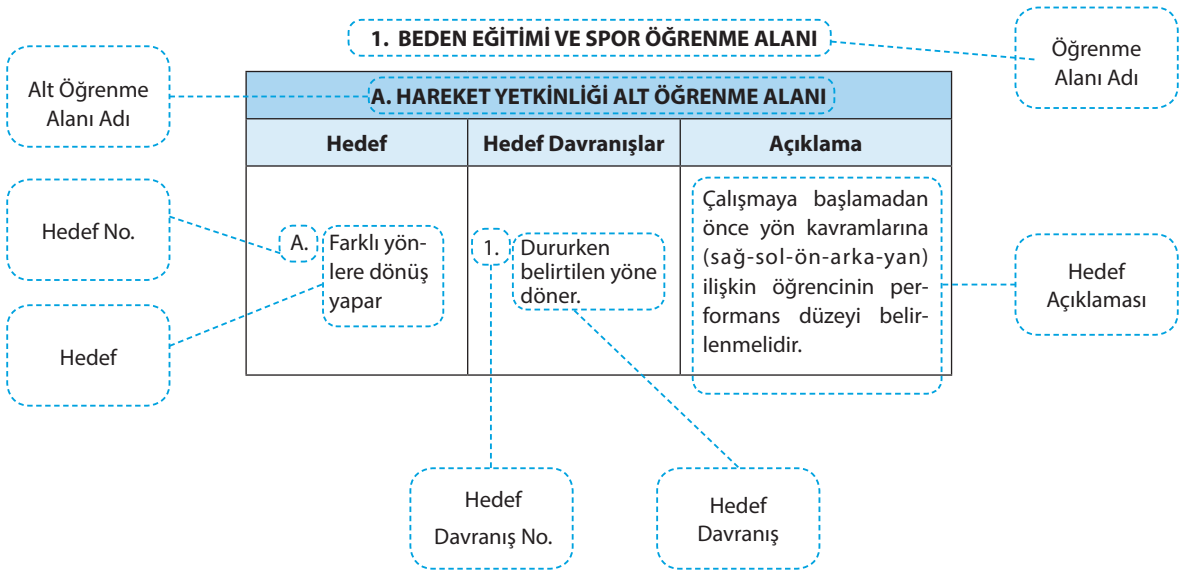 1. BEDEN EĞİTİMİ VE SPOR ÖĞRENME ALANI
Öğrenme
Alanı Adı
Alt Öğrenme
Alanı Adı
A. HAREKET YETKİNLİĞİ ALT ÖĞRENME ALANI
Hedef
Hedef Davranışlar
Açıklama
Hedef No.
A.
Farklı yön-
lere dönüş
yapar
1.
Dururken
belirtilen yöne
döner.
Çalışmaya başlamadan
önce yön kavramlarına
(sağ-sol-ön-arka-yan)
ilişkin öğrencinin per-
formans düzeyi belir-
lenmelidir.
Hedef
Açıklaması
Hedef
Hedef
Davranış No.
Hedef
Davranış